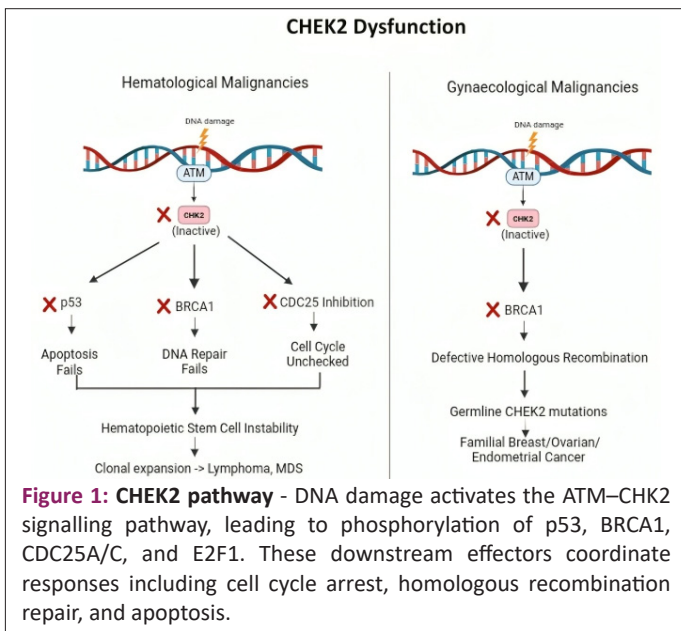 CHEK2 Dysfunction
Hematological Malignancies
DNA damage
ATM
CHK2
(Inactive)
p53
BRCA1
CDC25 Inhibition
Apoptosis
Fails
DNA Repair
Fails
Cell Cycle
Unchecked
Hematopoietic Stem Cell Instability
Clonal expansion -> Lymphoma, MDS
Gynaecological Malignancies
DNA damage
ATM
CHK2
(Inactive)
BRCA1
Defective Homologous Recombination
Germline CHEK2 mutations
Familial Breast/Ovarian/
Endometrial Cancer
Figure 1: CHEK2 pathway - DNA damage activates the ATM–CHK2
signalling pathway, leading to phosphorylation of p53, BRCA1,
CDC25A/C, and E2F1. These downstream effectors coordinate
responses including cell cycle arrest, homologous recombination
repair, and apoptosis.